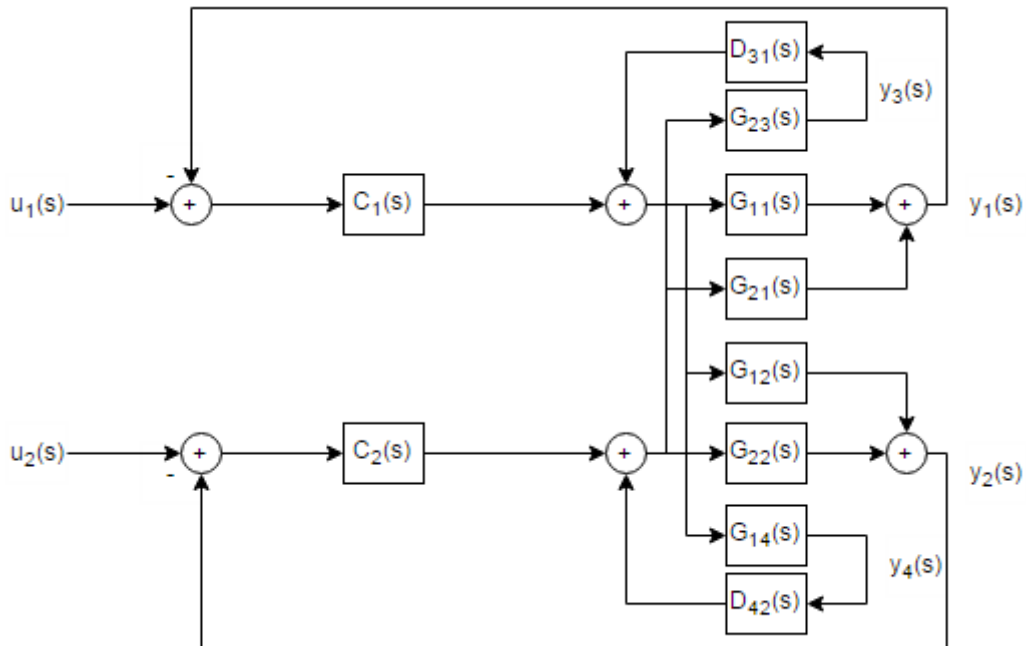 D31(s)
y3(s)
G23(s)
-
u1(s)
+
C1(s)
+
G11(s)
+
y1(s)
G21(s)
G12(s)
u2(s)
+
C2(s)
+
G22(s)
+
y2(s)
-
G14(s)
y4(s)
D42(s)